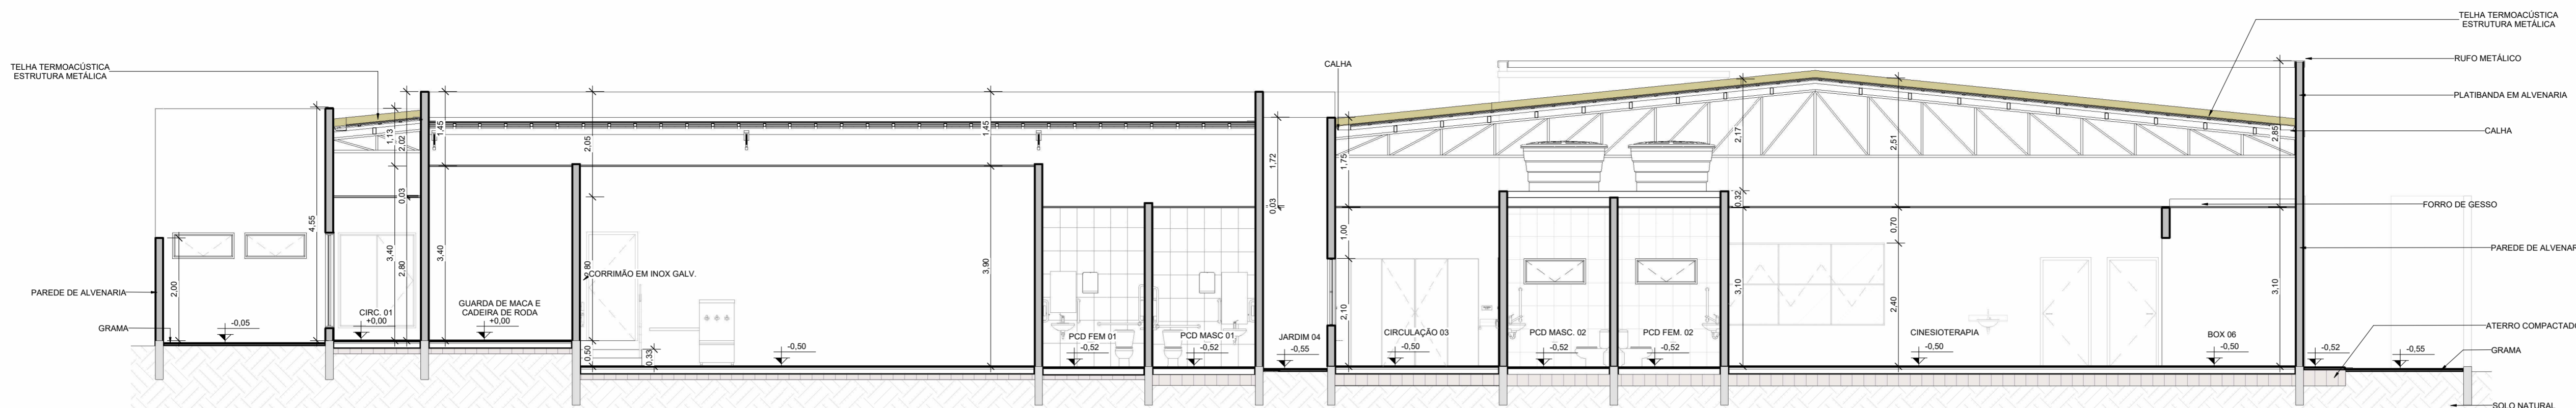 TELHA TERMOACÚSTICA
ESTRUTURA METÁLICA
TELHA TERMOACÚSTICA
ESTRUTURA METÁLICA
CALHA
RUFO METÁLICO
PLATIBANDA EM ALVENARIA
CALHA
1,13
2,02
1,45
2,05
1,45
1,72
1,75
2,17
2,51
2,85
0,03
0,03
0,32
FORRO DE GESSO
4,55
3,40
2,80
3,40
2,80
3,90
1,00
0,70
PAREDE DE ALVENAR
CORRIMÃO EM INOX GALV.
PAREDE DE ALVENARIA
2,00
2,10
3,10
2,40
3,10
GUARDA DE MACA E
CADEIRA DE RODA
+0,00
CIRC. 01
+0,00
GRAMA
-0,05
0,50
0,33
-0,50
PCD FEM 01
-0,52
PCD MASC 01
-0,52
JARDIM 04
-0,55
CIRCULAÇÃO 03
-0,50
PCD MASC. 02
-0,52
PCD FEM. 02
-0,52
CINESIOTERAPIA
-0,50
BOX 06
-0,50
-0,52
-0,55
ATERRO COMPACTADO
GRAMA
SOLO NATURAL